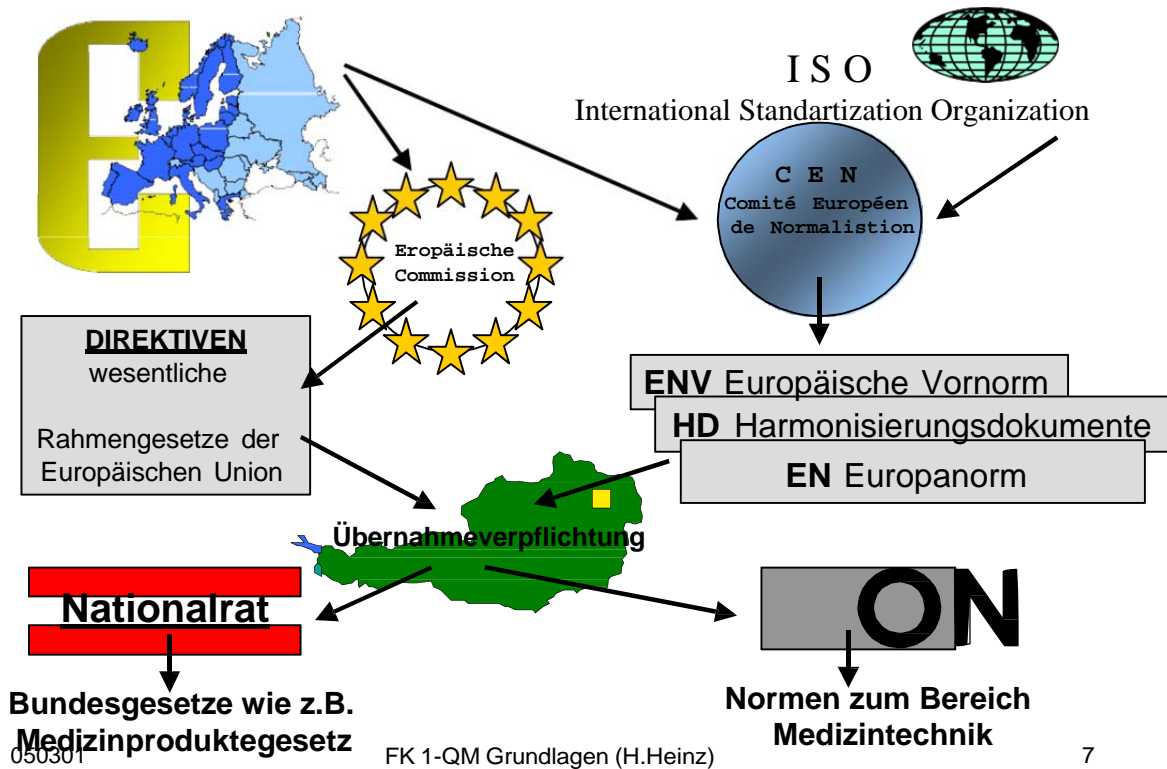 I S O
International Standartization Organization
C E N
Comité Européen
de Normalistion
Eropäische
Commission
DIREKTIVEN
wesentliche
Rahmengesetze der
Europäischen Union
ENV Europäische Vornorm
HD Harmonisierungsdokumente
EN Europanorm
Übernahmeverpflichtung
Nationalrat
ON
Bundesgesetze wie z.B.
Medizinproduktegesetz
Normen zum Bereich
Medizintechnik
050301
FK 1-QM Grundlagen (H.Heinz)
7